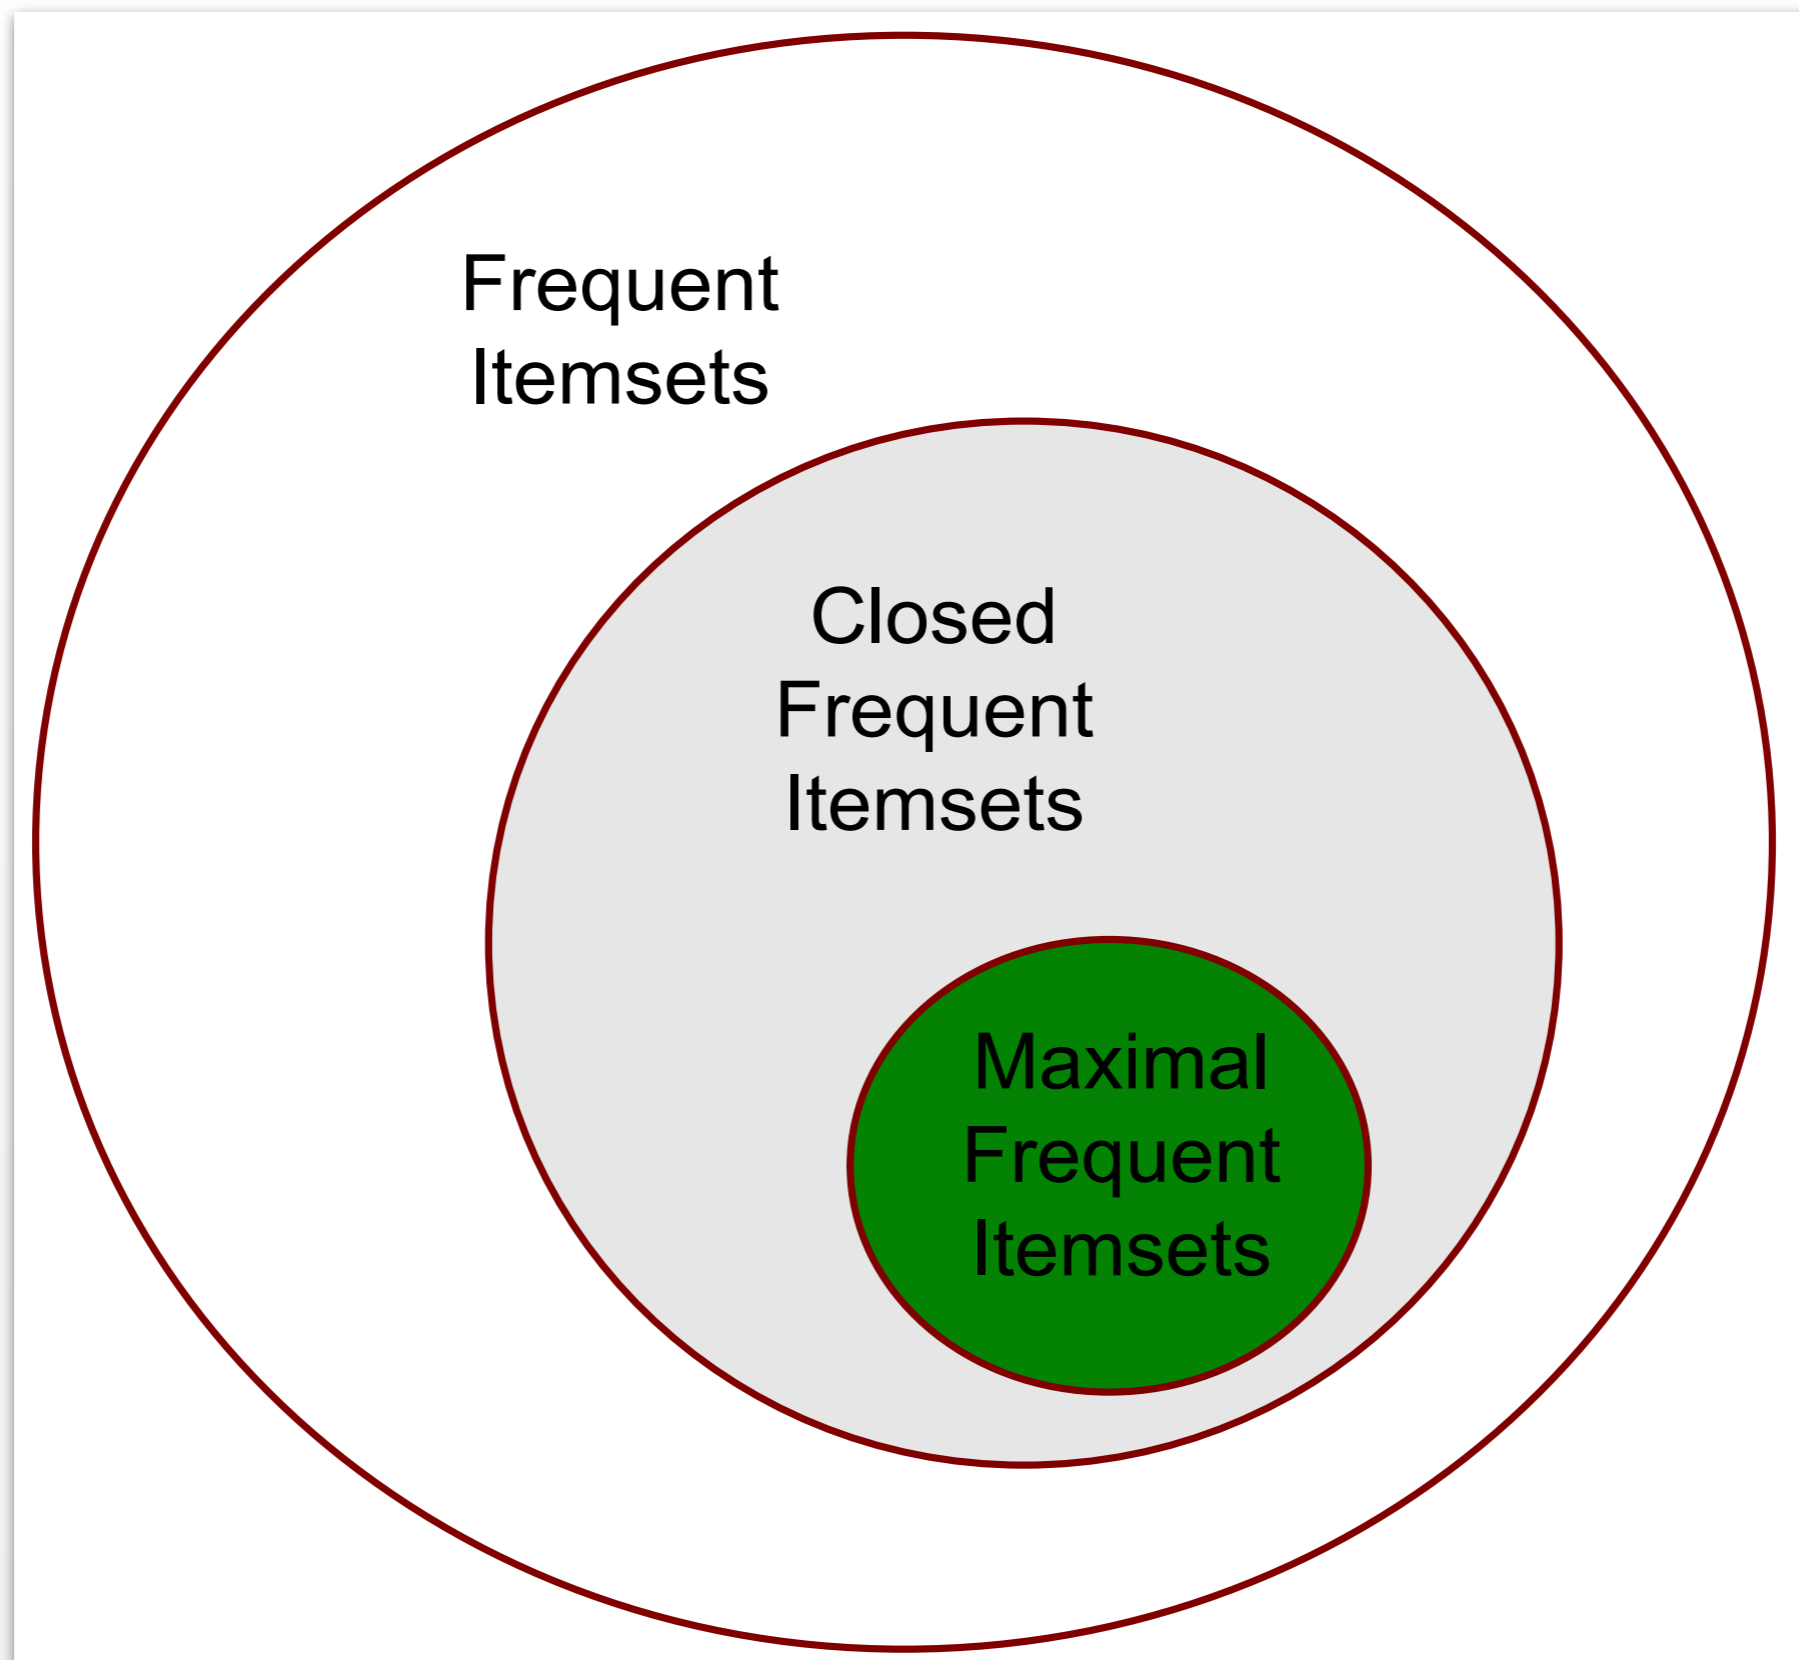 Frequent
Itemsets
Closed
Frequent
Itemsets
Maximal
Frequent
Itemsets